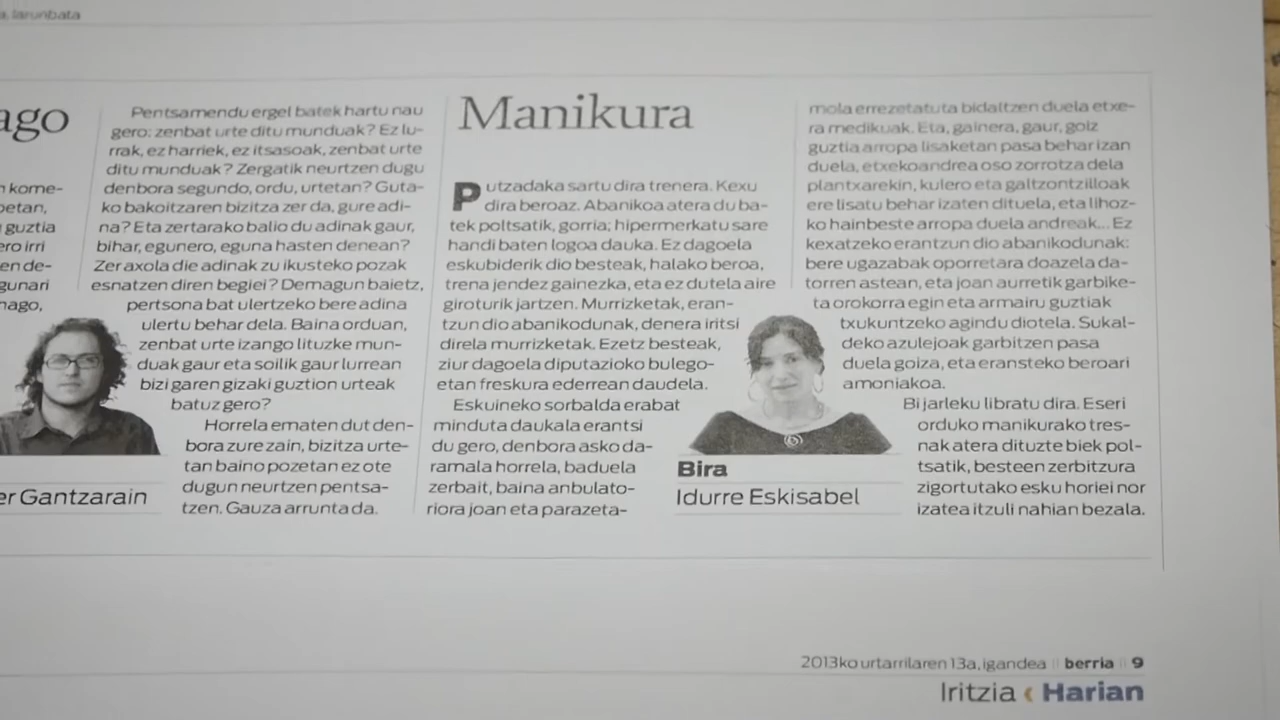 larunbata
ago
kome-
petan,
guztia
ero irri
en de-
gunari
nago,
er Gantzarain
Pentsamendu ergel batek hartu nau
gero: zenbat urte ditu munduak? Ez lu-
rrak, ez harriek, ez itsasoak, zenbat urte
ditu munduak? Zergatik neurtzen dugu
denbora segundo, ordu, urtetan? Guta-
ko bakoitzaren bizitza zer da, gure adi-
na? Eta zertarako balio du adinak gaur,
bihar, egunero, eguna hasten denean?
Zer axola die adinak zu ikusteko pozak
esnatzen diren begiei? Demagun baietz,
pertsona bat ulertzeko bere adina
ulertu behar dela. Baina orduan,
zenbat urte izango lituzke mun-
duak gaur eta soilik gaur lurrean
bizi garen gizaki guztion urteak
batuz gero?
Horrela ematen dut den-
bora zure zain, bizitza urte-
tan baino pozetan ez ote
dugun neurtzen pentsa-
tzen. Gauza arrunta da.
Manikura
Putzadaka sartu dira trenera. Kexu
dira beroaz. Abanikoa atera du ba-
tek poltsatik, gorria; hipermerkatu sare
handi baten logoa dauka. Ez dagoela
eskubiderik dio besteak, halako beroa,
trena jendez gainezka, eta ez dutela aire
giroturik jartzen. Murrizketak, eran-
tzun dio abanikodunak, denera iritsi
direla murrizketak. Ezetz besteak,
ziur dagoela diputazioko bulego-
etan freskura ederrean daudela.
Eskuineko sorbalda erabat
minduta daukala erantsi
du gero, denbora asko da-
ramala horrela, baduela
zerbait, baina anbulato-
riora joan eta parazeta-
mola errezetatuta bidaltzen duela etxe-
ra medikuak. Eta, gainera, gaur, goiz
guztia arropa lisaketan pasa behar izan
duela, etxekoandrea oso zorrotza dela
plantxarekin, kulero eta galtzontzilloak
ere lisatu behar izaten dituela, eta lihoz-
ko hainbeste arropa duela andreak... Ez
kexatzeko erantzun dio abanikodunak:
bere ugazabak oporretara doazela da-
torren astean, eta joan aurretik garbike-
ta orokorra egin eta armairu guztiak
txukuntzeko agindu diotela. Sukal-
deko azulejoak garbitzen pasa
duela goiza, eta eransteko beroari
amoniakoa.
Bi jarleku libratu dira. Eseri
orduko manikurako tres-
nak atera dituzte biek pol-
tsatik, besteen zerbitzura
zigortutako esku horiei nor
izatea itzuli nahian bezala.
Bira
Idurre Eskisabel
2013ko urtarrilaren 13a, igandea || berria || 9
Iritzia ‹ Harian